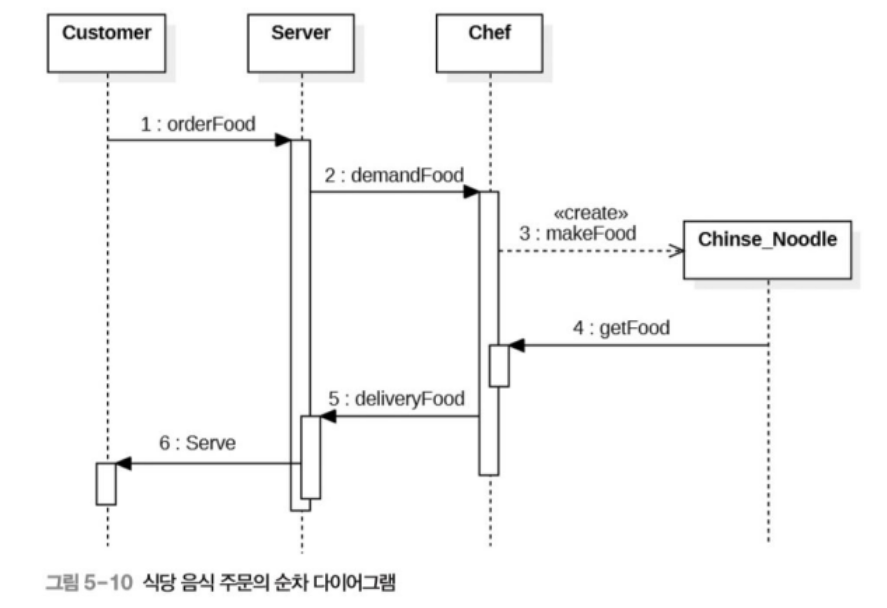 Customer
Server
Chef
1 : orderFood
2 : demandFood
«create»
3 : makeFood
Chinse_Noodle
4 : getFood
5 : deliveryFood
6 : Serve
그림 5-10 식당 음식 주문의 순차 다이어그램